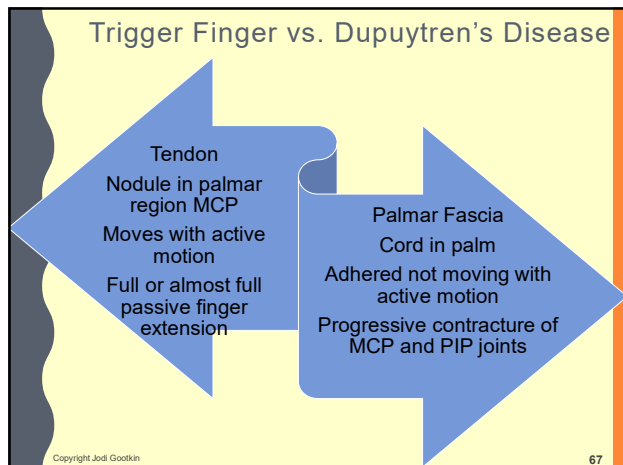 Trigger Finger vs. Dupuytren's Disease
Tendon
Nodule in palmar
region MCP
Moves with active
motion
Full or almost full
passive finger
extension
Palmar Fascia
Cord in palm
Adhered not moving with
active motion
Progressive contracture of
MCP and PIP joints
Copyright Jodi Gootkin
67